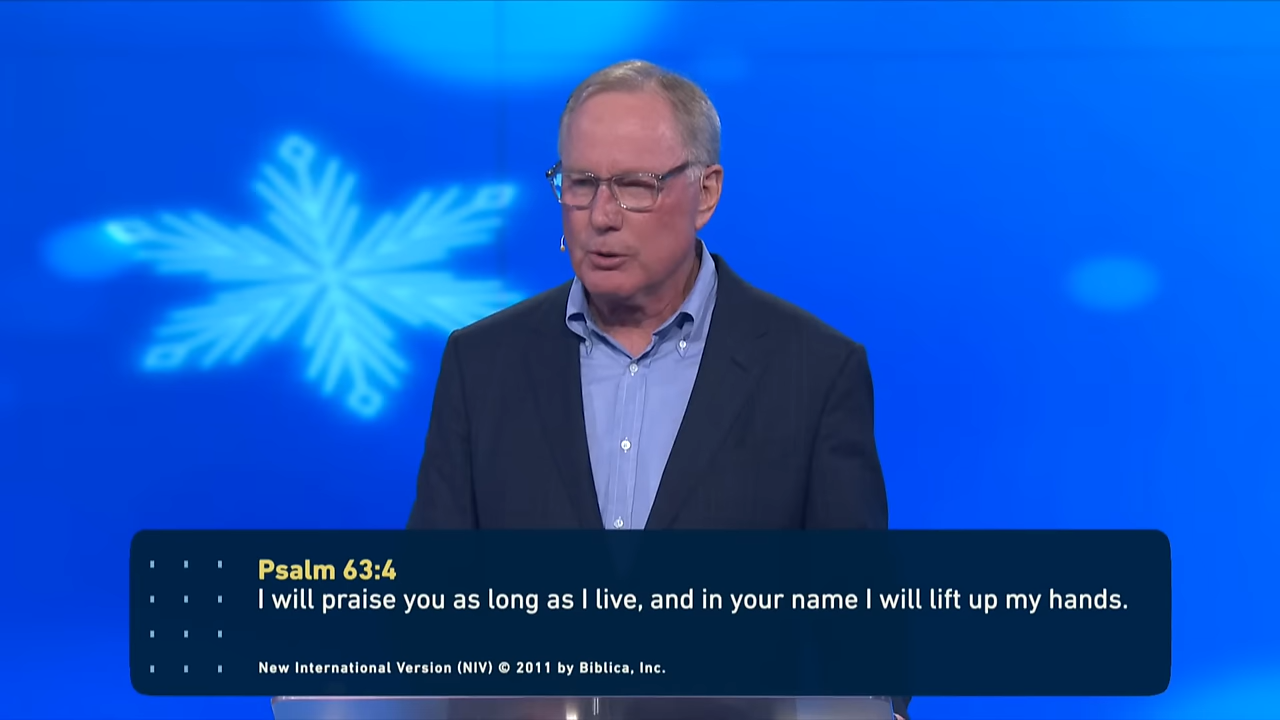 Psalm 63:4
I will praise you as long as I live, and in your name I will lift up my hands.
New International Version (NIV) © 2011 by Biblica, Inc.